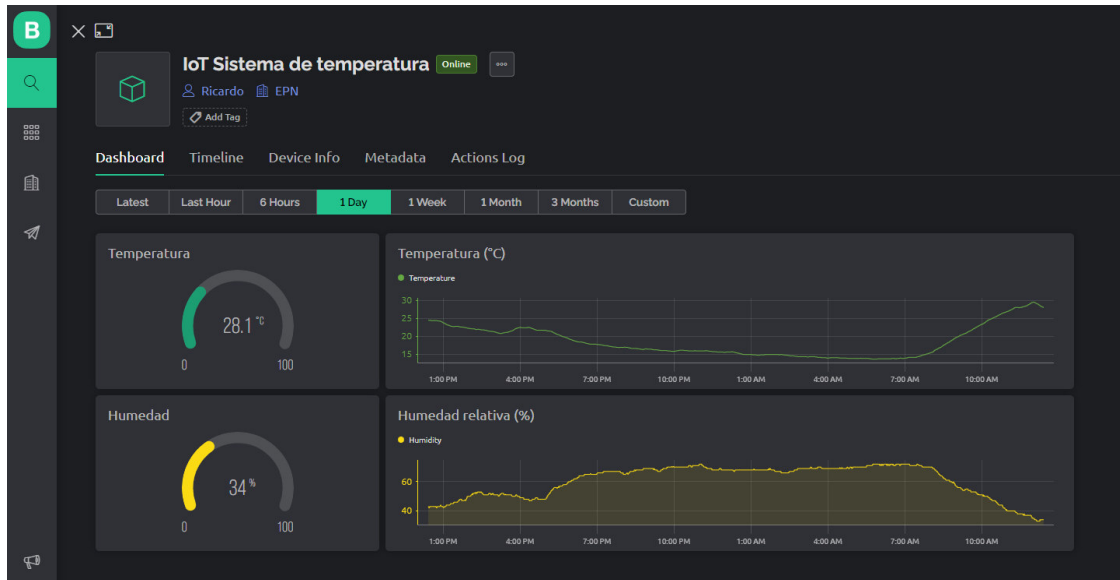 B
IoT Sistema de temperatura Online
Ricardo EPN
Add Tag
Dashboard Timeline Device Info Metadata Actions Log
Latest Last Hour 6 Hours 1 Day 1 Week 1 Month 3 Months Custom
Temperatura
28.1 °C
0 100
Temperatura (°C)
Temperature
30
25
20
15
1:00 PM 4:00 PM 7:00 PM 10:00 PM 1:00 AM 4:00 AM 7:00 AM 10:00 AM
Humedad
34 %
0 100
Humedad relativa (%)
Humidity
60
40
1:00 PM 4:00 PM 7:00 PM 10:00 PM 1:00 AM 4:00 AM 7:00 AM 10:00 AM